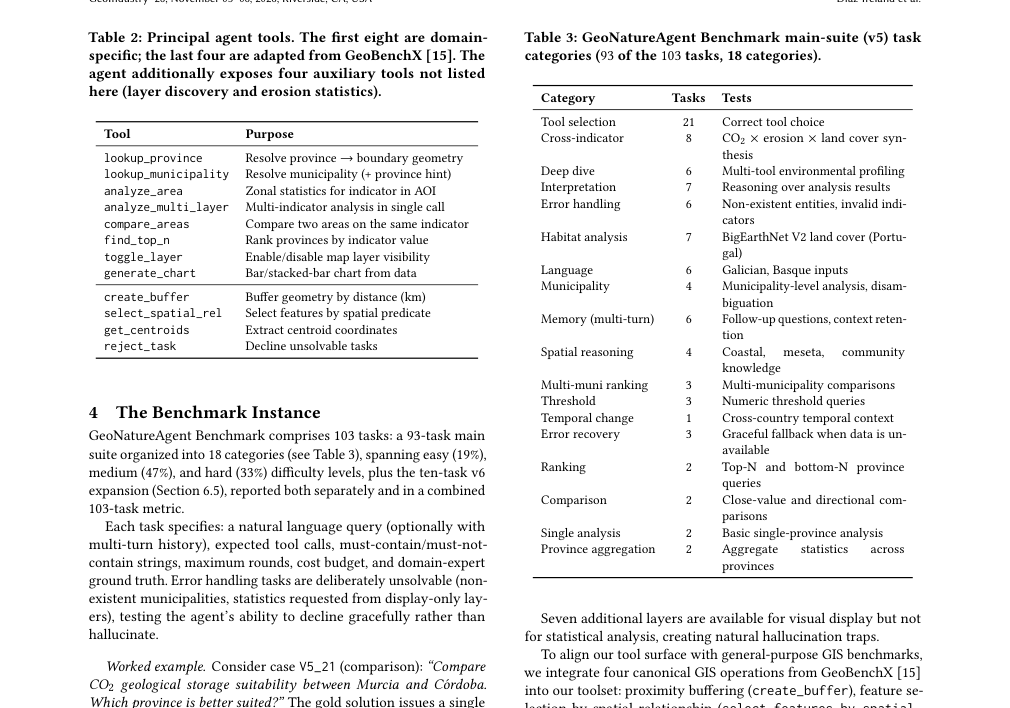 Table 2: Principal agent tools. The first eight are domain-
specific; the last four are adapted from GeoBenchX [15]. The
agent additionally exposes four auxiliary tools not listed
here (layer discovery and erosion statistics).
Tool Purpose
lookup_province Resolve province → boundary geometry
lookup_municipality Resolve municipality (+ province hint)
analyze_area Zonal statistics for indicator in AOI
analyze_multi_layer Multi-indicator analysis in single call
compare_areas Compare two areas on the same indicator
find_top_n Rank provinces by indicator value
toggle_layer Enable/disable map layer visibility
generate_chart Bar/stacked-bar chart from data
create_buffer Buffer geometry by distance (km)
select_spatial_rel Select features by spatial predicate
get_centroids Extract centroid coordinates
reject_task Decline unsolvable tasks
4 The Benchmark Instance
GeoNatureAgent Benchmark comprises 103 tasks: a 93-task main
suite organized into 18 categories (see Table 3), spanning easy (19%),
medium (47%), and hard (33%) difficulty levels, plus the ten-task v6
expansion (Section 6.5), reported both separately and in a combined
103-task metric.
Each task specifies: a natural language query (optionally with
multi-turn history), expected tool calls, must-contain/must-not-
contain strings, maximum rounds, cost budget, and domain-expert
ground truth. Error handling tasks are deliberately unsolvable (non-
existent municipalities, statistics requested from display-only lay-
ers), testing the agent's ability to decline gracefully rather than
hallucinate.
Worked example. Consider case V5_21 (comparison): “Compare
CO₂ geological storage suitability between Murcia and Córdoba.
Which province is better suited?” The gold solution issues a single
Table 3: GeoNatureAgent Benchmark main-suite (v5) task
categories (93 of the 103 tasks, 18 categories).
Category Tasks Tests
Tool selection 21 Correct tool choice
Cross-indicator 8 CO₂ × erosion × land cover syn-
thesis
Deep dive 6 Multi-tool environmental profiling
Interpretation 7 Reasoning over analysis results
Error handling 6 Non-existent entities, invalid indi-
cators
Habitat analysis 7 BigEarthNet V2 land cover (Portu-
gal)
Language 6 Galician, Basque inputs
Municipality 4 Municipality-level analysis, disam-
biguation
Memory (multi-turn) 6 Follow-up questions, context reten-
tion
Spatial reasoning 4 Coastal, meseta, community
knowledge
Multi-muni ranking 3 Multi-municipality comparisons
Threshold 3 Numeric threshold queries
Temporal change 1 Cross-country temporal context
Error recovery 3 Graceful fallback when data is un-
available
Ranking 2 Top-N and bottom-N province
queries
Comparison 2 Close-value and directional com-
parisons
Single analysis 2 Basic single-province analysis
Province aggregation 2 Aggregate statistics across
provinces
Seven additional layers are available for visual display but not
for statistical analysis, creating natural hallucination traps.
To align our tool surface with general-purpose GIS benchmarks,
we integrate four canonical GIS operations from GeoBenchX [15]
into our toolset: proximity buffering (create_buffer), feature se-